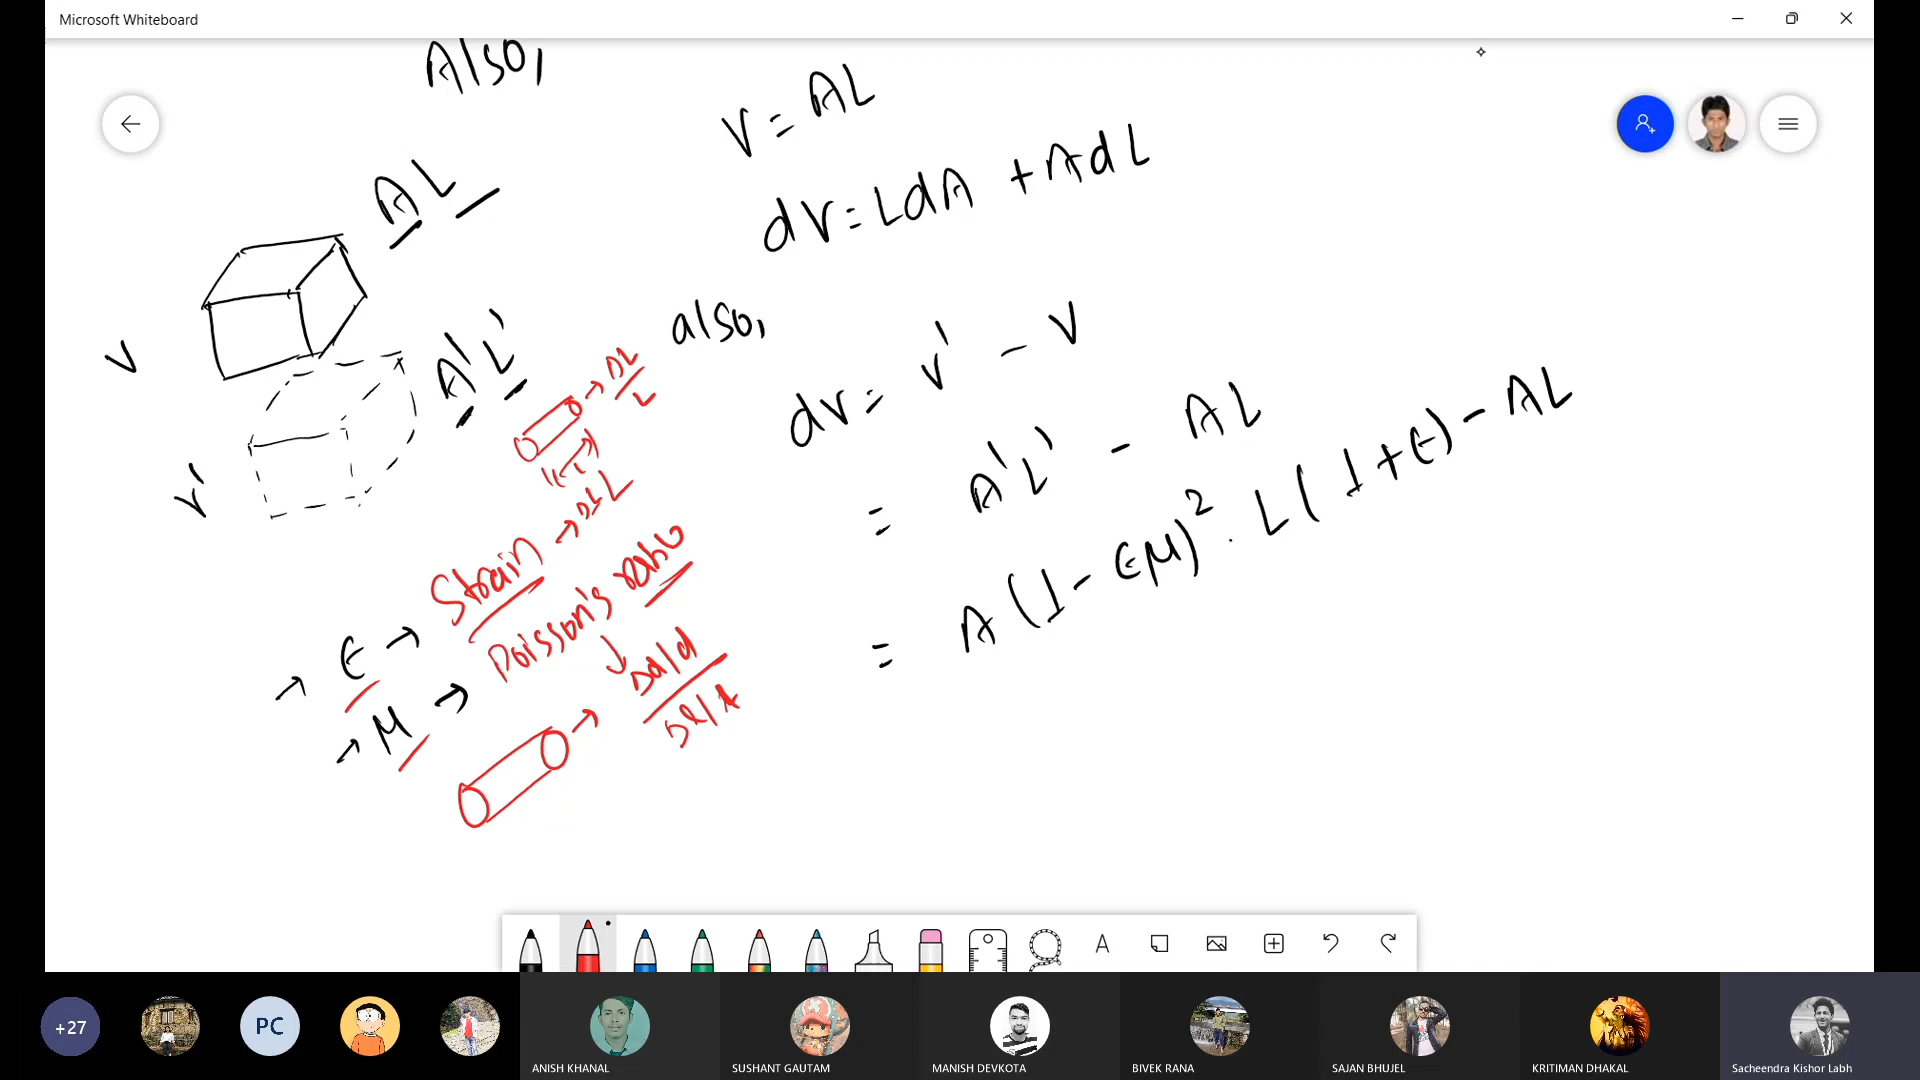 Microsoft Whiteboard
Also,
V = AL
dV = LdA + AdL
AL
V
A'L'
V'
also,
dv = V' - V
= A'L' - AL
= A (1 - ϵμ)² . L (1 + ϵ) - AL
ΔL/L
L
ϵ → Strain → ΔL/L
→ μ → Poisson's ratio
Δd/d
Δl/l
A
+27
PC
ANISH KHANAL
SUSHANT GAUTAM
MANISH DEVKOTA
BIVEK RANA
SAJAN BHUJEL
KRITIMAN DHAKAL
Sacheendra Kishor Labh